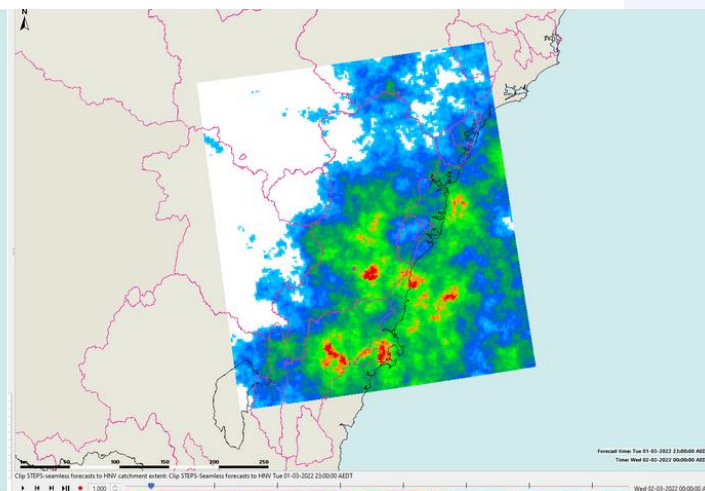 N
50 100 150 200 250
Forecast time: Tue 01-03-2022 23:00:00 AEDT
Time: Wed 02-03-2022 00:00:00 AEDT
Clip STEPS-seamless forecasts to HNV catchment extent: Clip STEPS-Seamless forecasts to HNV Tue 01-03-2022 23:00:00 AEDT
1.000
Wed 02-03-2022 00:00:00 A